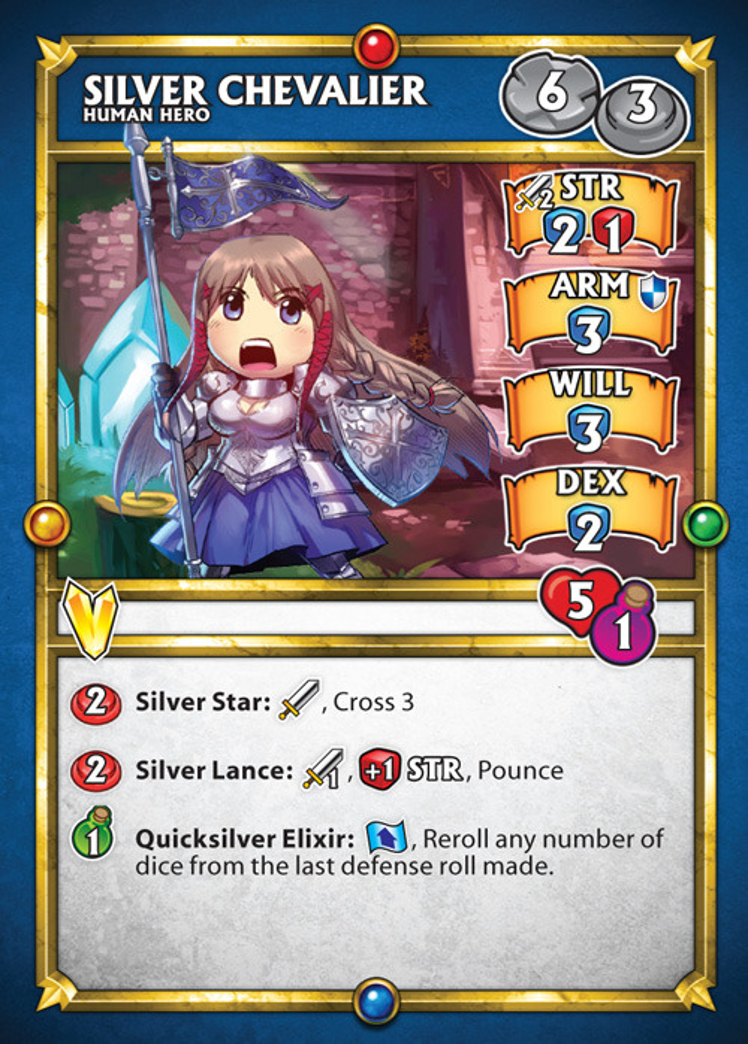 SILVER CHEVALIER
HUMAN HERO
6 3
2 STR
2 1
ARM
3
WILL
3
DEX
2
5 1
2 Silver Star: , Cross 3
2 Silver Lance: 1, +1 STR, Pounce
1 Quicksilver Elixir: , Reroll any number of
dice from the last defense roll made.